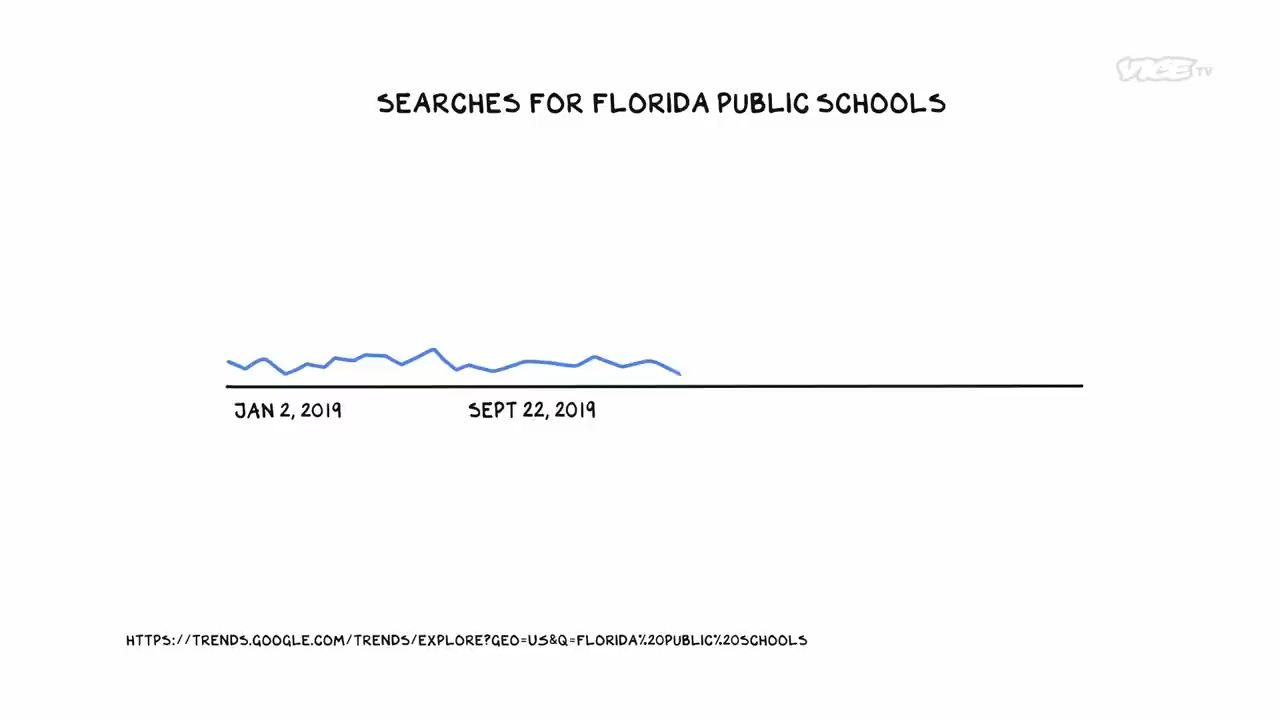 VICE TV
SEARCHES FOR FLORIDA PUBLIC SCHOOLS
JAN 2, 2019
SEPT 22, 2019
HTTPS://TRENDS.GOOGLE.COM/TRENDS/EXPLORE?GEO=US&Q=FLORIDA%20PUBLIC%20SCHOOLS